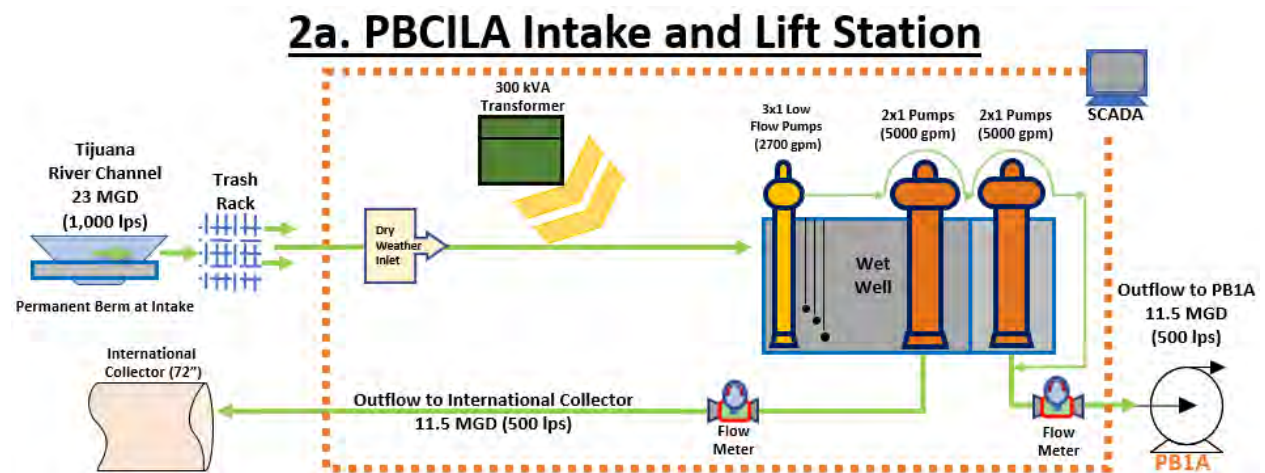 2a. PBCILA Intake and Lift Station
Tijuana
River Channel
23 MGD
(1,000 lps)
Permanent Berm at Intake
Trash
Rack
Dry
Weather
Inlet
300 kVA
Transformer
3x1 Low
Flow Pumps
(2700 gpm)
2x1 Pumps
(5000 gpm)
2x1 Pumps
(5000 gpm)
SCADA
Wet
Well
Outflow to PB1A
11.5 MGD
(500 lps)
PB1A
Flow
Meter
Flow
Meter
Outflow to International Collector
11.5 MGD (500 lps)
International
Collector (72")